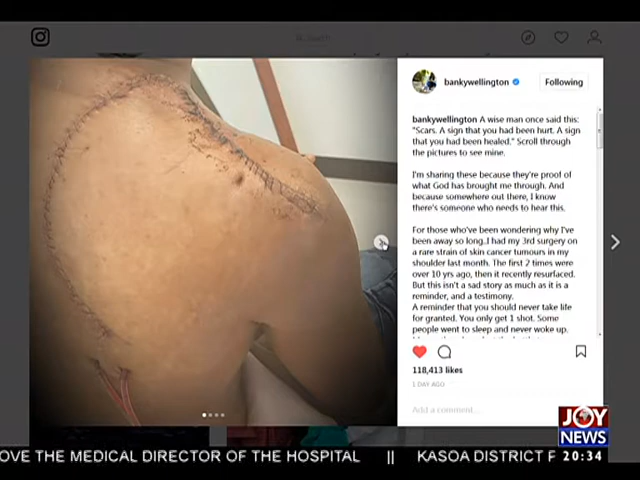 bankywellington
Following
bankywellington A wise man once said this:
"Scars. A sign that you had been hurt. A sign
that you had been healed." Scroll through
the pictures to see mine.
I'm sharing these because they're proof of
what God has brought me through. And
because somewhere out there, I know
there's someone who needs to hear this.
For those who've been wondering why I've
been away so long..I had my 3rd surgery on
a rare strain of skin cancer tumours in my
shoulder last month. The first 2 times were
over 10 yrs ago, then it recently resurfaced.
But this isn't a sad story as much as it is a
reminder, and a testimony.
A reminder that you should never take life
for granted. You only get 1 shot. Some
people went to sleep and never woke up.
118,413 likes
1 DAY AGO
Add a comment...
JOY
NEWS
OVE THE MEDICAL DIRECTOR OF THE HOSPITAL || KASOA DISTRICT P
20:34